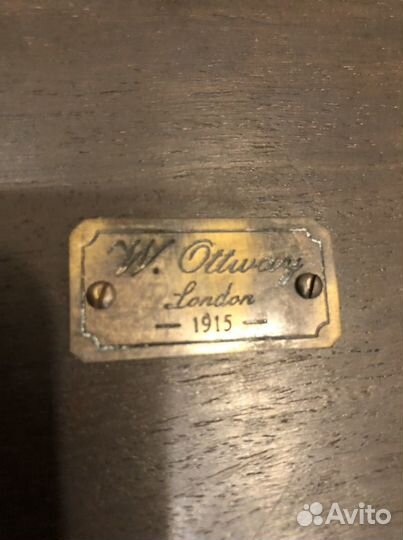 W. Ottway
London
— 1915 —
Avito